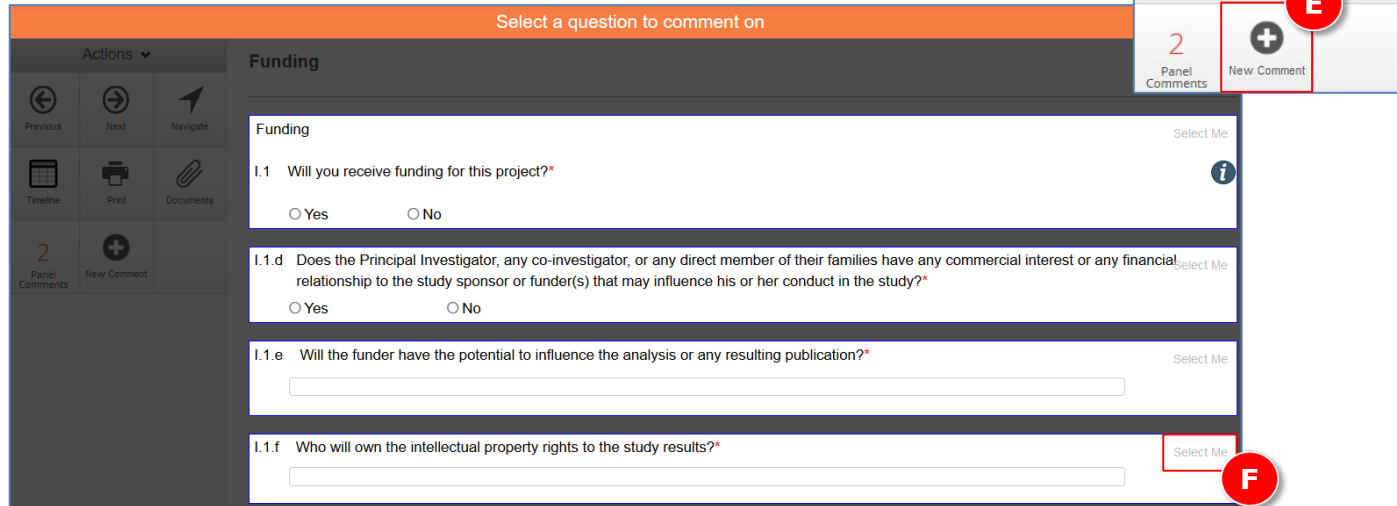 Select a question to comment on
E
2
Panel
Comments
New Comment
Actions
Previous
Next
Navigate
Timeline
Print
Documents
2
Panel
Comments
New Comment
Funding
Funding
Select Me
I.1 Will you receive funding for this project?*
i
Yes No
I.1.d Does the Principal Investigator, any co-investigator, or any direct member of their families have any commercial interest or any financial
Select Me
relationship to the study sponsor or funder(s) that may influence his or her conduct in the study?*
Yes No
I.1.e Will the funder have the potential to influence the analysis or any resulting publication?*
Select Me
I.1.f Who will own the intellectual property rights to the study results?*
Select Me
F